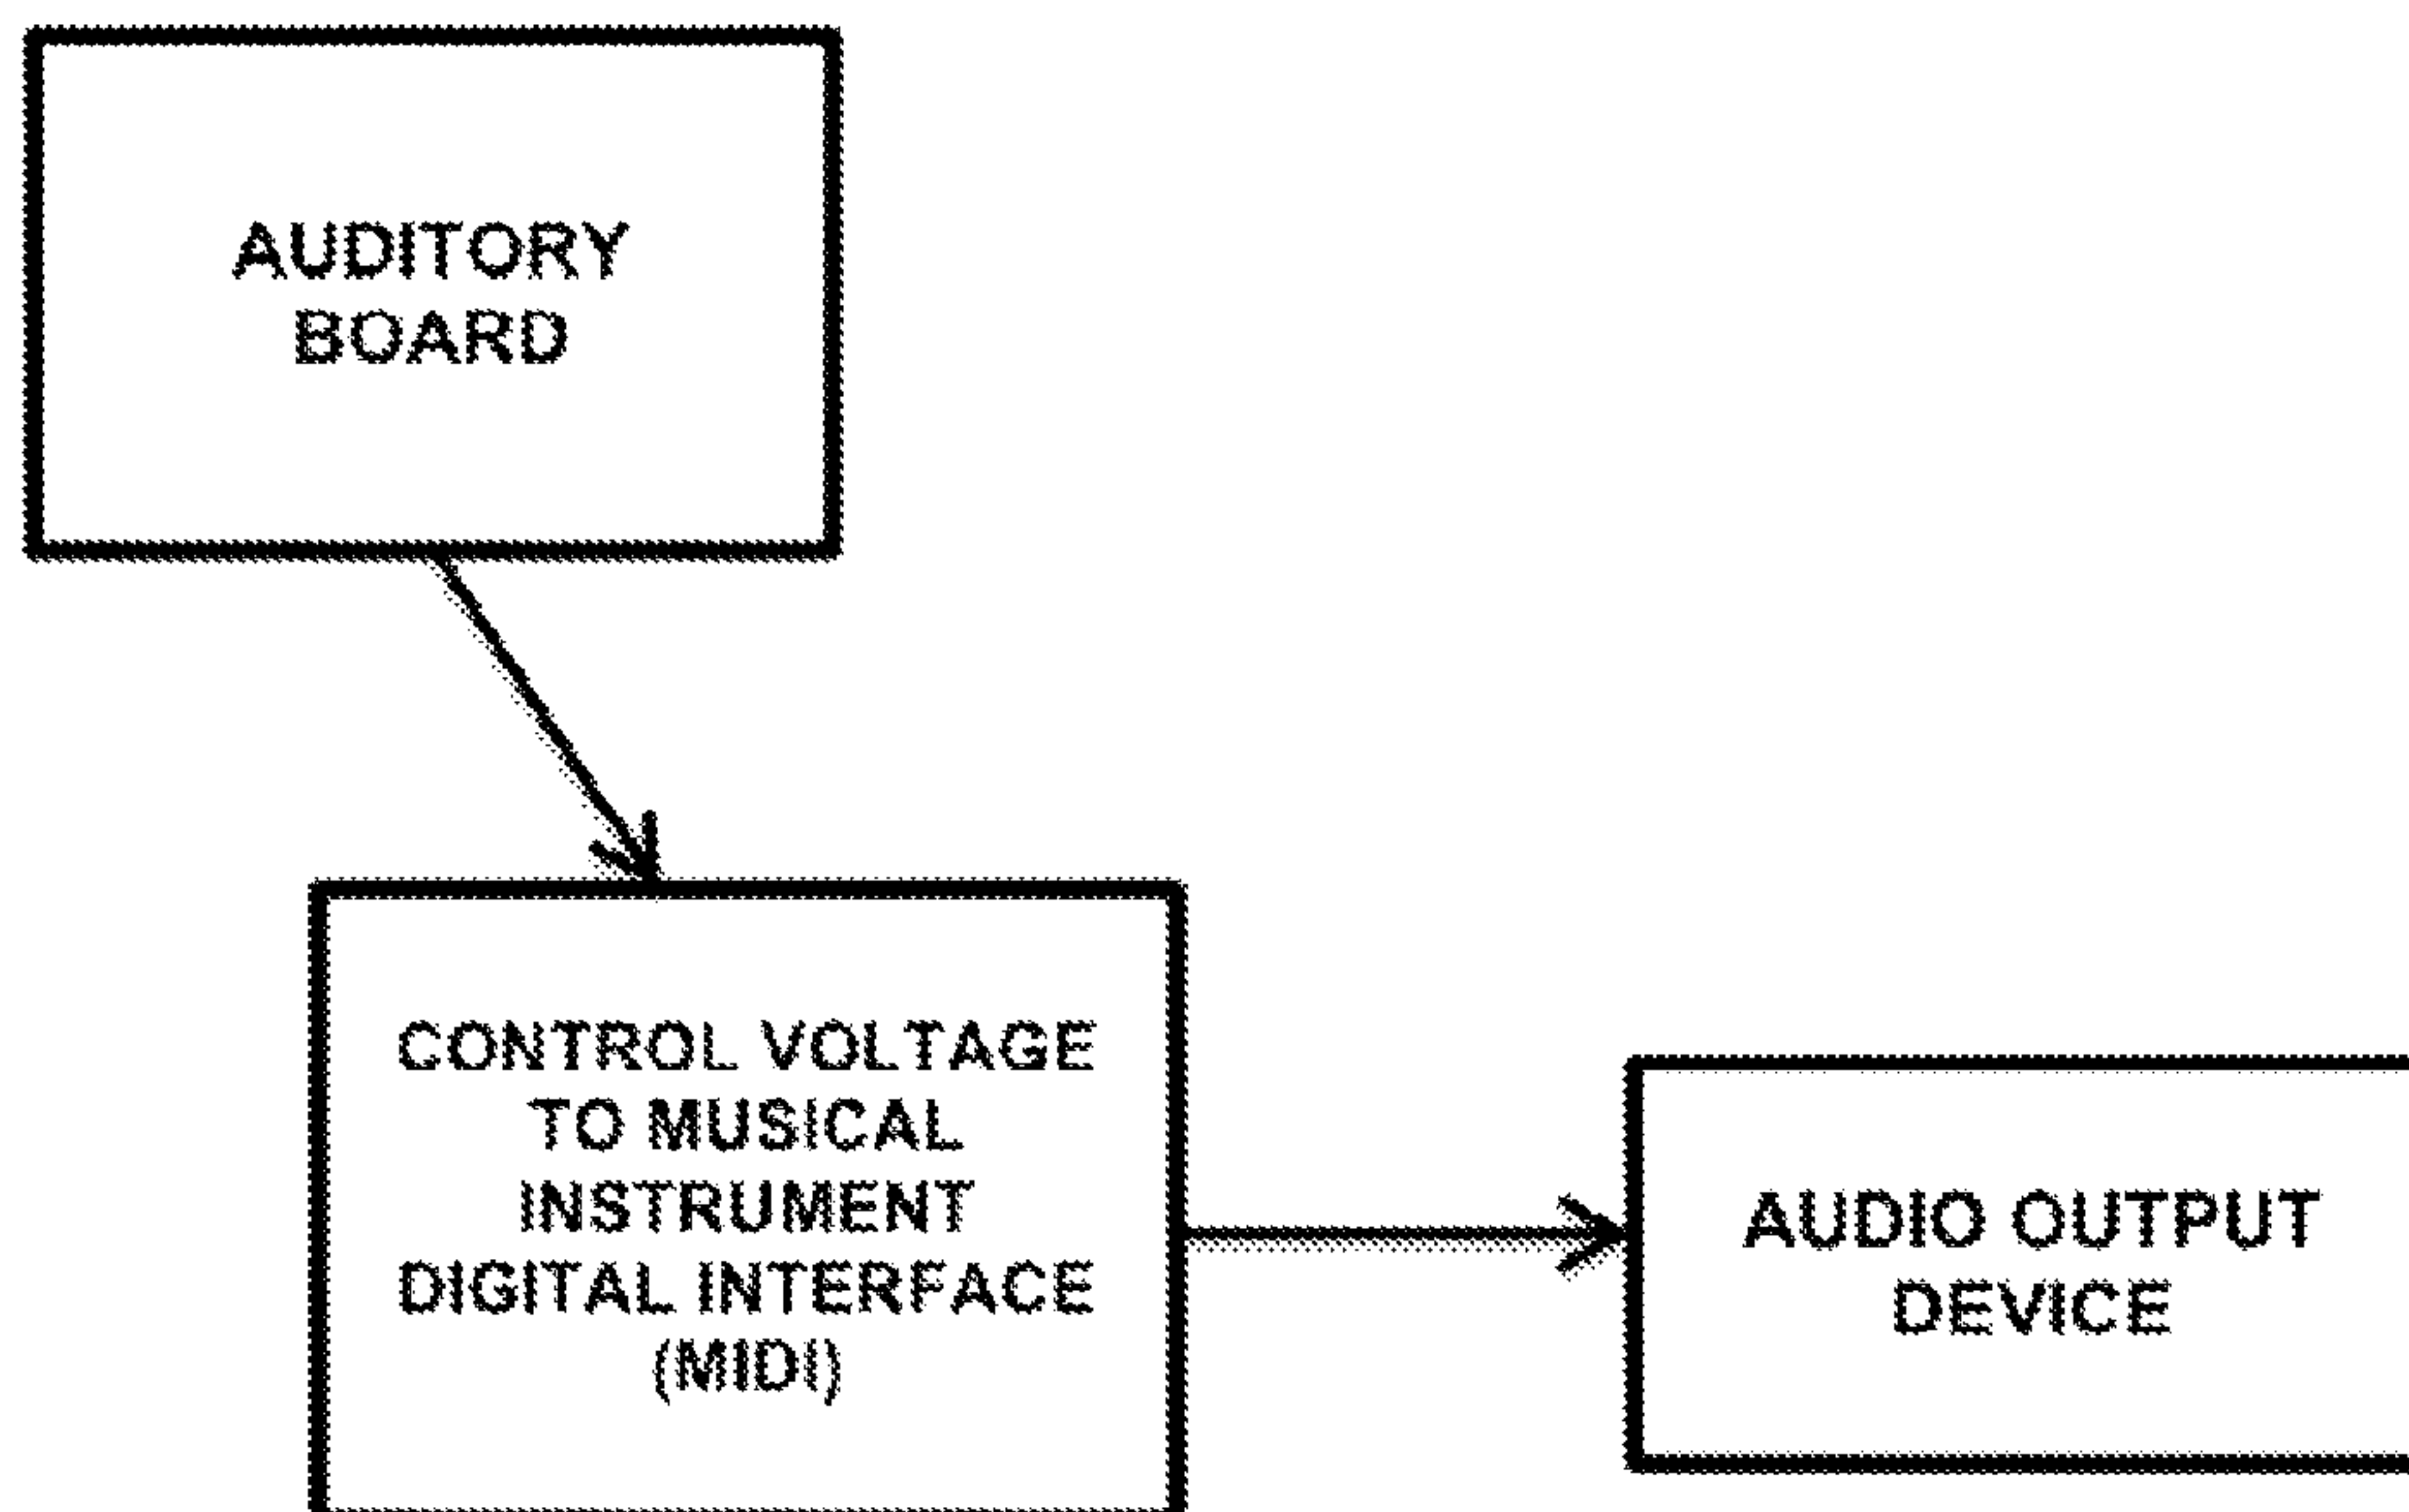 AUDITORY
BOARD
CONTROL VOLTAGE
TO MUSICAL
INSTRUMENT
DIGITAL INTERFACE
(MIDI)
AUDIO OUTPUT
DEVICE